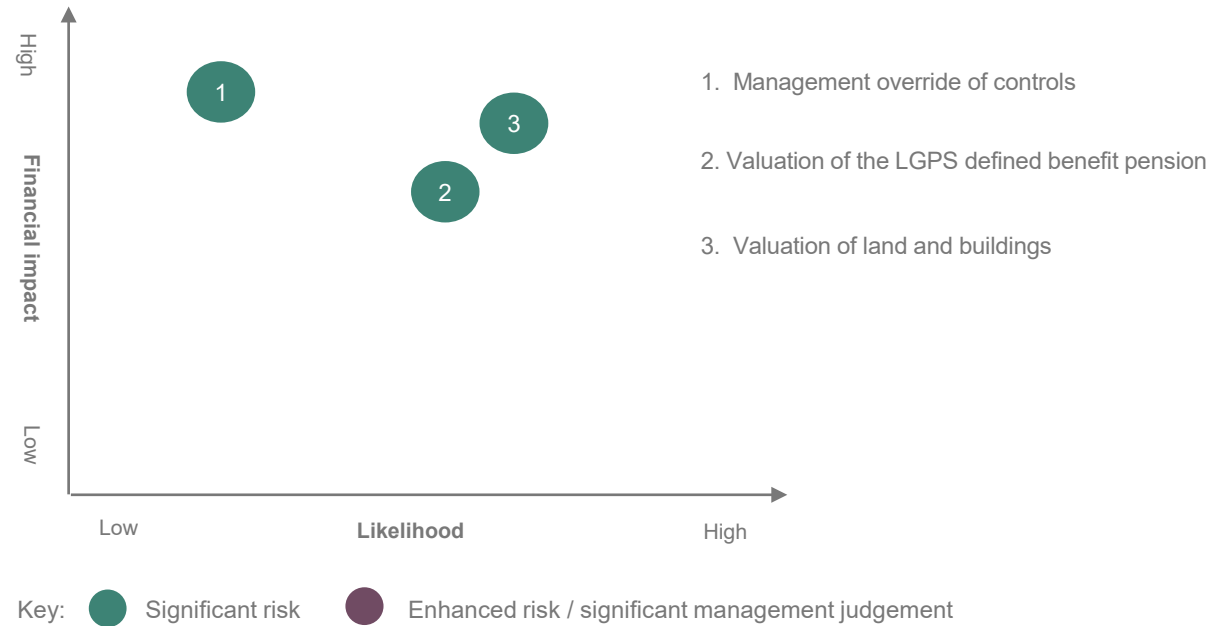 High
Financial impact
Low
1
3
2
1. Management override of controls
2. Valuation of the LGPS defined benefit pension
3. Valuation of land and buildings
Low
Likelihood
High
Key:
Significant risk
Enhanced risk / significant management judgement